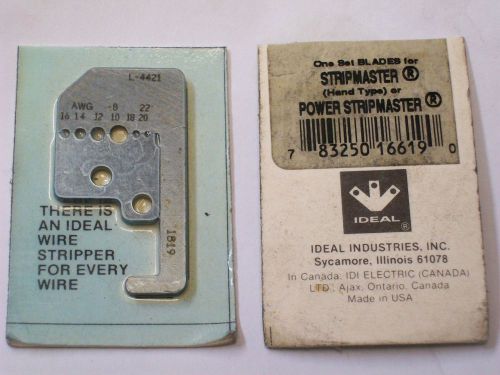 L-4421
AWG -8 22
16 14 12 10 18 20
1819
THERE IS
AN IDEAL
WIRE
STRIPPER
FOR EVERY
WIRE
One Set BLADES for
STRIPMASTER ®
(Hand Type) or
POWER STRIPMASTER ®
7 83250 16619 0
IDEAL
IDEAL INDUSTRIES, INC.
Sycamore, Illinois 61078
In Canada: IDI ELECTRIC (CANADA)
LTD., Ajax, Ontario, Canada
Made in USA